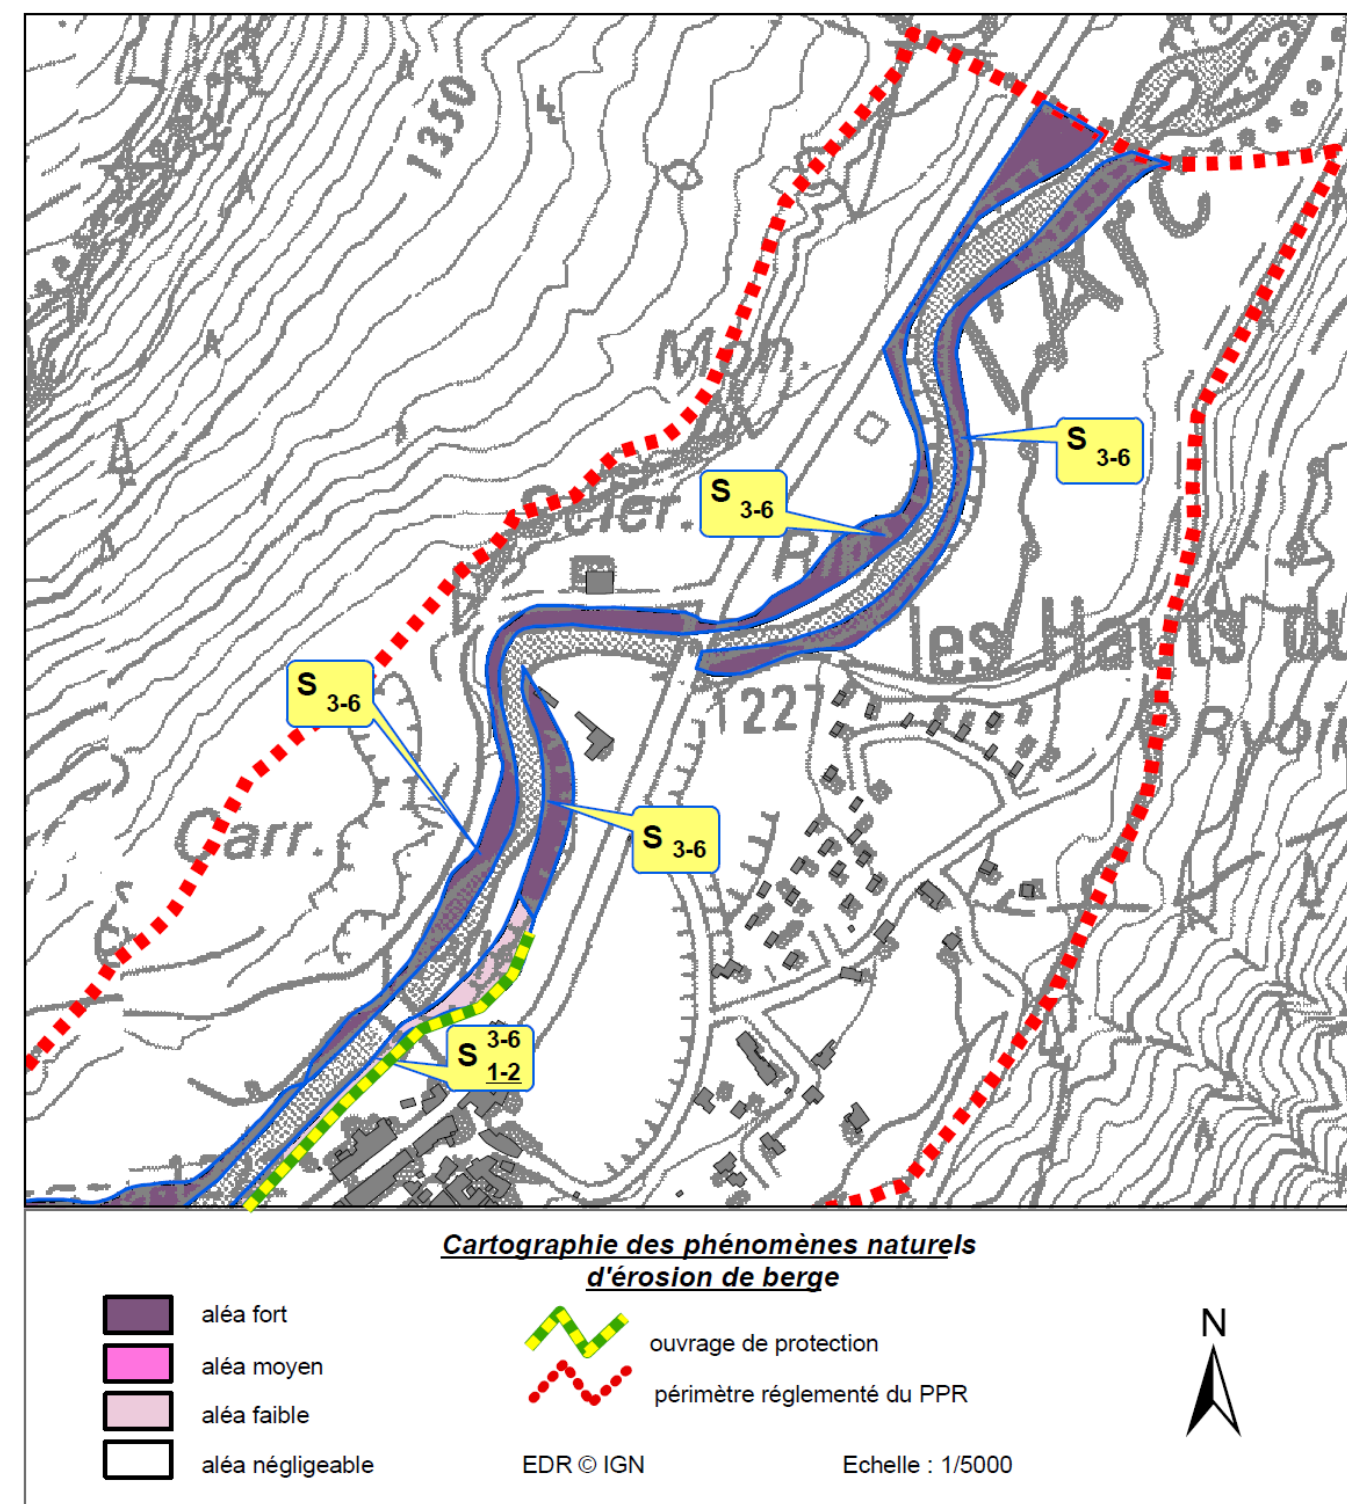 1350
Mon.
Scier.
S 3-6
S 3-6
les Hauts du
S 3-6
1227
Carr.
S 3-6
S 3-6
1-2
Cartographie des phénomènes naturels
d'érosion de berge
aléa fort
aléa moyen
aléa faible
aléa négligeable
ouvrage de protection
périmètre réglementé du PPR
EDR © IGN
Echelle : 1/5000
N